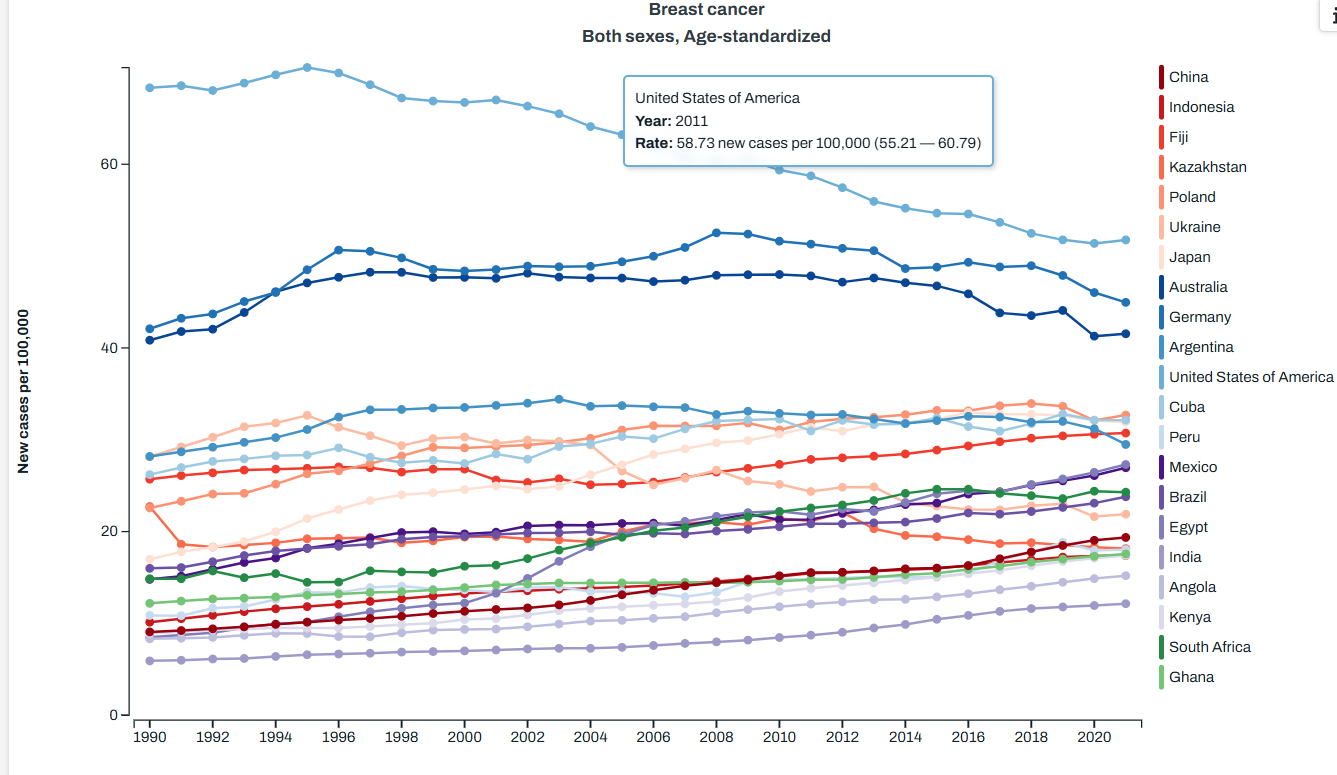 Breast cancer
Both sexes, Age-standardized
United States of America
Year: 2011
Rate: 58.73 new cases per 100,000 (55.21 — 60.79)
New cases per 100,000
60
40
20
0
1990 1992 1994 1996 1998 2000 2002 2004 2006 2008 2010 2012 2014 2016 2018 2020
China
Indonesia
Fiji
Kazakhstan
Poland
Ukraine
Japan
Australia
Germany
Argentina
United States of America
Cuba
Peru
Mexico
Brazil
Egypt
India
Angola
Kenya
South Africa
Ghana